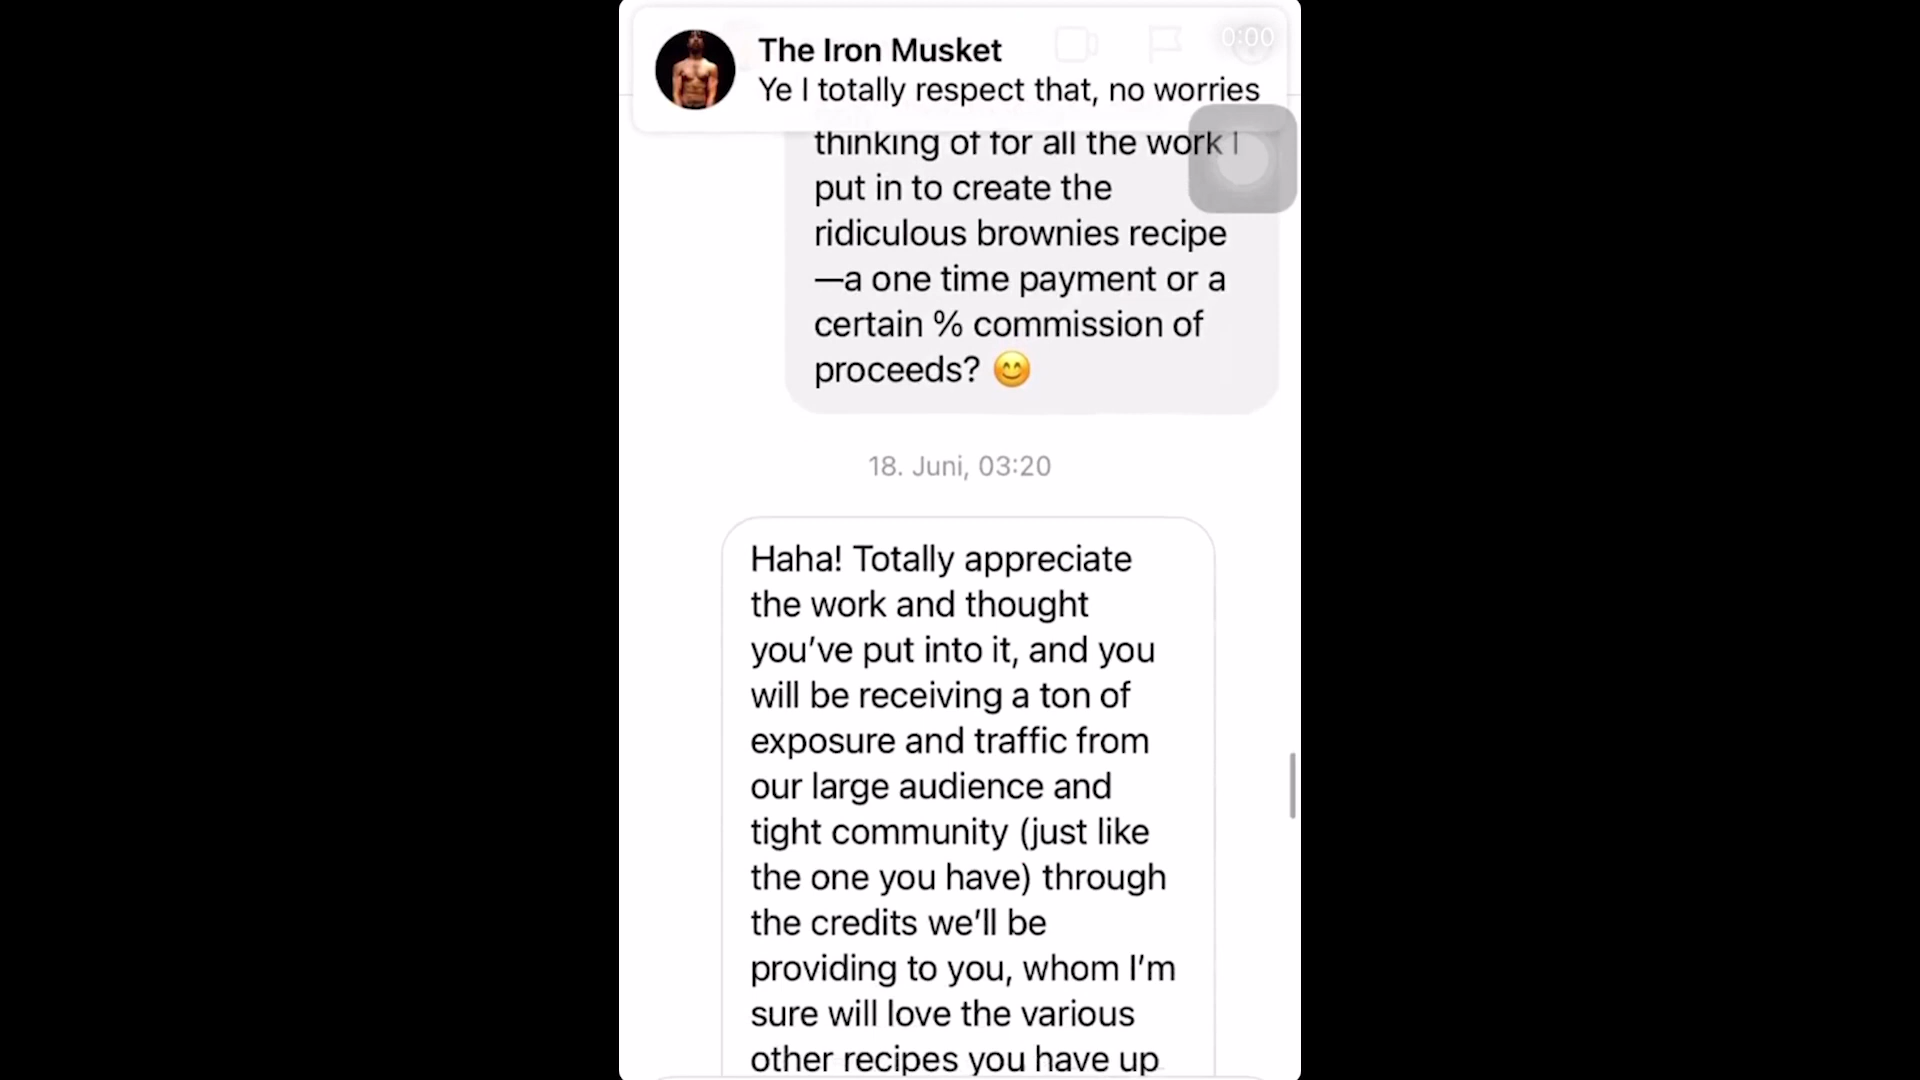 The Iron Musket
0:00
Ye I totally respect that, no worries
thinking of for all the work I
put in to create the
ridiculous brownies recipe
—a one time payment or a
certain % commission of
proceeds? 😊
18. Juni, 03:20
Haha! Totally appreciate
the work and thought
you’ve put into it, and you
will be receiving a ton of
exposure and traffic from
our large audience and
tight community (just like
the one you have) through
the credits we’ll be
providing to you, whom I’m
sure will love the various
other recipes you have up